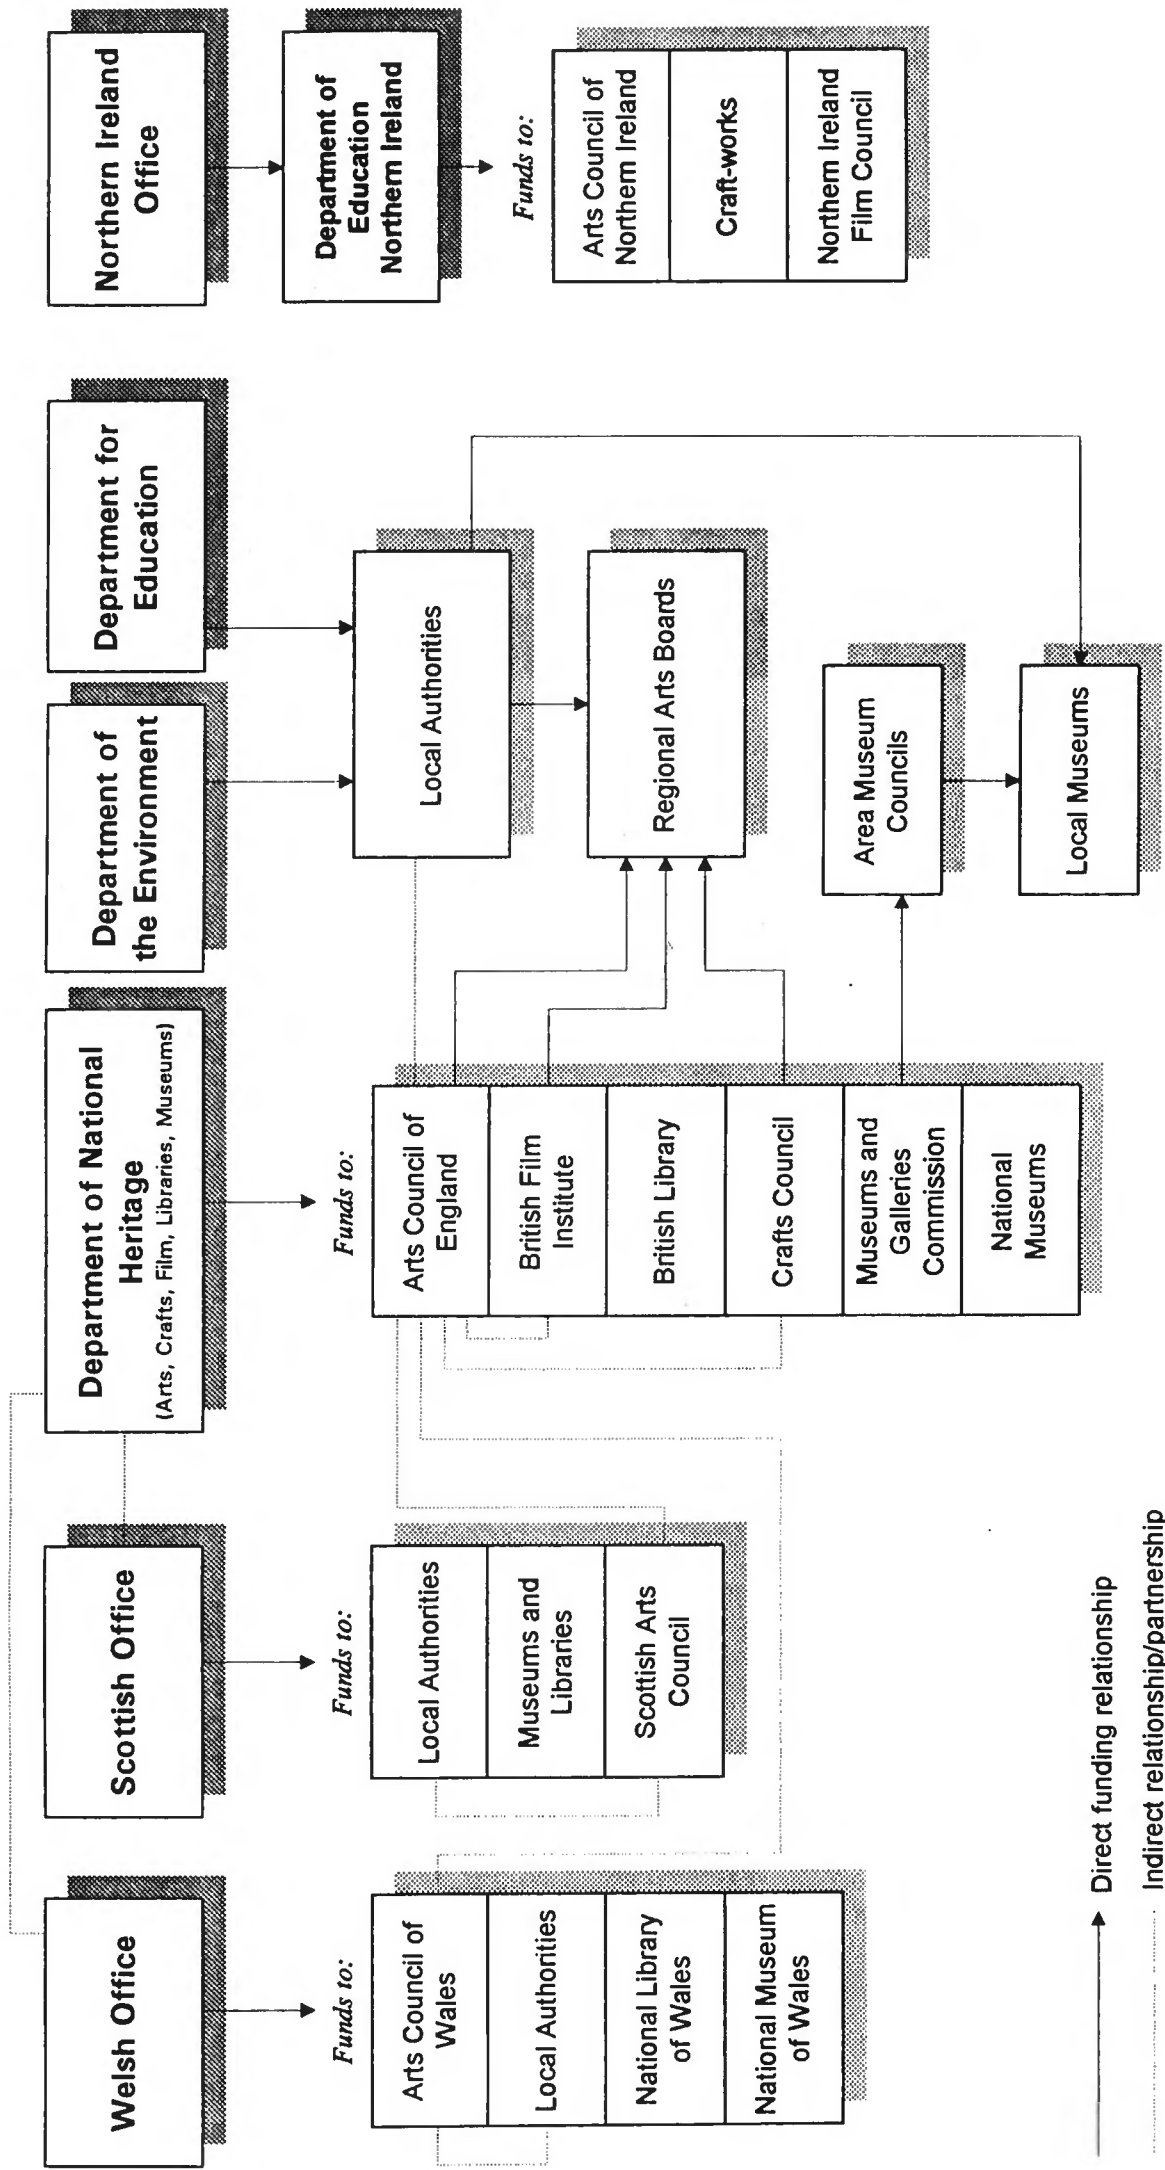 Welsh Office
Funds to:
Arts Council of
Wales
Local Authorities
National Library
of Wales
National Museum
of Wales
Scottish Office
Funds to:
Local Authorities
Museums and
Libraries
Scottish Arts
Council
Department of National
Heritage
(Arts, Crafts, Film, Libraries, Museums)
Funds to:
Arts Council of
England
British Film
Institute
British Library
Crafts Council
Museums and
Galleries
Commission
National
Museums
Department of
the Environment
Department for
Education
Local Authorities
Regional Arts Boards
Area Museum
Councils
Local Museums
Northern Ireland
Office
Department of
Education
Northern Ireland
Funds to:
Arts Council of
Northern Ireland
Craft-works
Northern Ireland
Film Council
Direct funding relationship
Indirect relationship/partnership